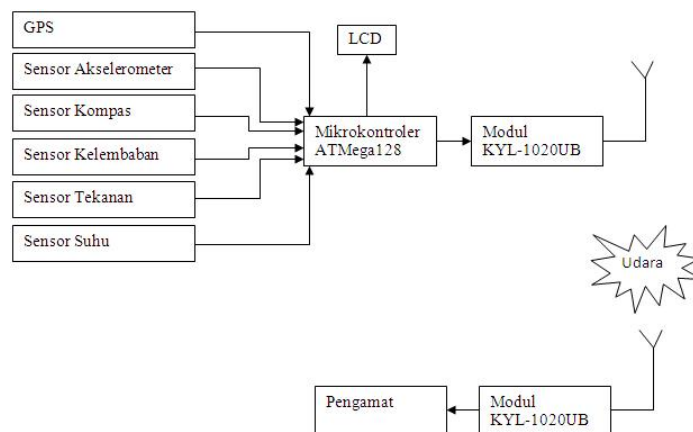 GPS
Sensor Akselerometer
Sensor Kompas
Sensor Kelembaban
Sensor Tekanan
Sensor Suhu
LCD
Mikrokontroler
ATMega128
Modul
KYL-1020UB
Udara
Pengamat
Modul
KYL-1020UB